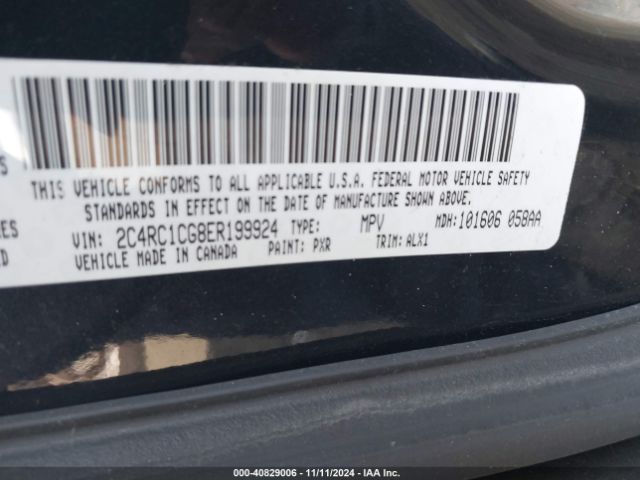 THIS VEHICLE CONFORMS TO ALL APPLICABLE U.S.A. FEDERAL MOTOR VEHICLE SAFETY
STANDARDS IN EFFECT ON THE DATE OF MANUFACTURE SHOWN ABOVE.
VIN: 2C4RC1CG8ER199924 TYPE: MPV MDH:101606 058AA
VEHICLE MADE IN CANADA PAINT: PXR TRIM: ALX1
000-40829006 - 11/11/2024 - IAA Inc.